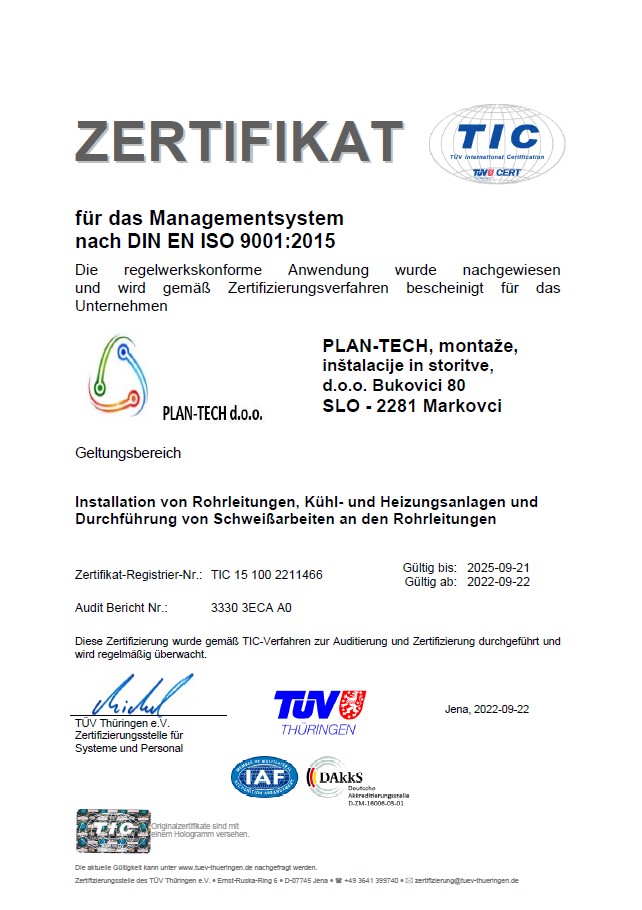 ZERTIFIKAT
TIC
TÜV International Certification
TÜV CERT
für das Managementsystem
nach DIN EN ISO 9001:2015
Die regelwerkskonforme Anwendung wurde nachgewiesen
und wird gemäß Zertifizierungsverfahren bescheinigt für das
Unternehmen
PLAN-TECH d.o.o.
PLAN-TECH, montaže,
inštalacije in storitve,
d.o.o. Bukovici 80
SLO - 2281 Markovci
Geltungsbereich
Installation von Rohrleitungen, Kühl- und Heizungsanlagen und
Durchführung von Schweißarbeiten an den Rohrleitungen
Zertifikat-Registrier-Nr.: TIC 15 100 2211466
Gültig bis: 2025-09-21
Gültig ab: 2022-09-22
Audit Bericht Nr.: 3330 3ECA A0
Diese Zertifizierung wurde gemäß TIC-Verfahren zur Auditierung und Zertifizierung durchgeführt und
wird regelmäßig überwacht.
TÜV Thüringen e.V.
Zertifizierungsstelle für
Systeme und Personal
TÜV
THÜRINGEN
Jena, 2022-09-22
MEMBER OF MULTILATERAL
IAF
RECOGNITION ARRANGEMENT
DAkkS
Deutsche
Akkreditierungsstelle
D-ZM-16006-03-01
TIC
Originalzertifikate sind mit
einem Hologramm versehen.
Die aktuelle Gültigkeit kann unter www.tuev-thueringen.de nachgefragt werden.
Zertifizierungsstelle des TÜV Thüringen e.V. • Ernst-Ruska-Ring 6 • D-07745 Jena • ☎ +49 3641 399740 • ✉ zertifizierung@tuev-thueringen.de